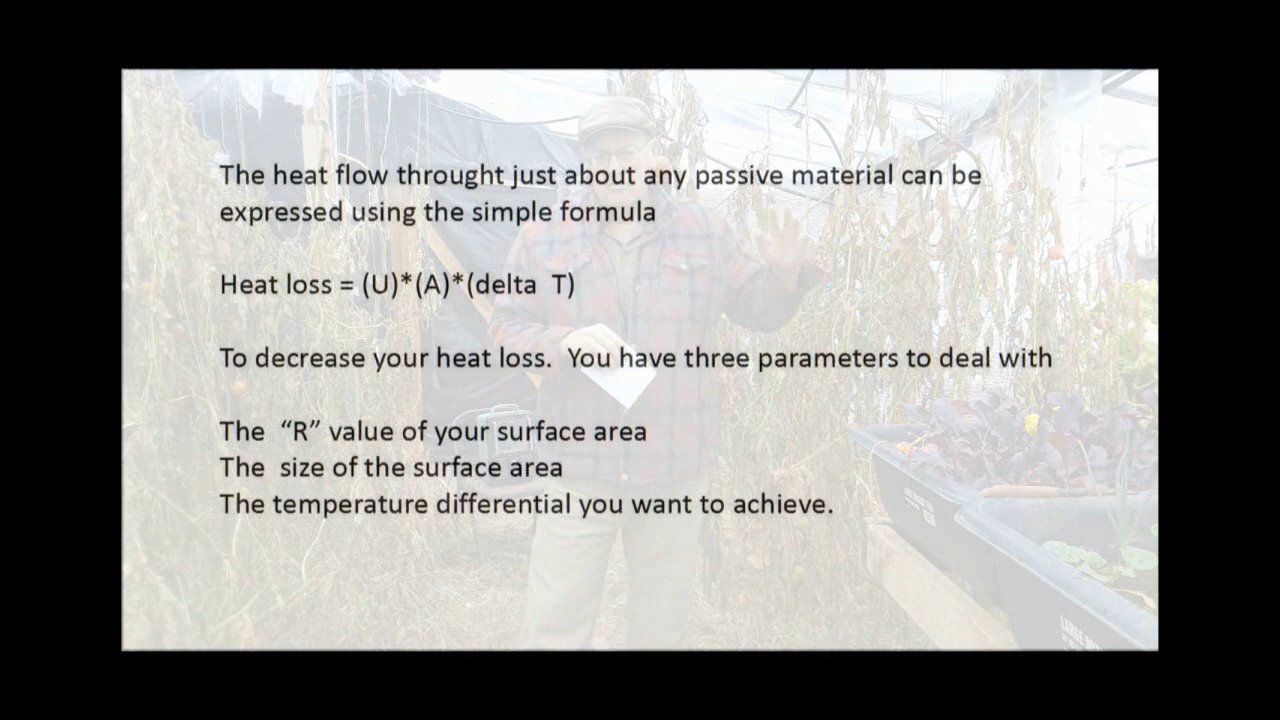 The heat flow throught just about any passive material can be
expressed using the simple formula
Heat loss = (U)*(A)*(delta T)
To decrease your heat loss. You have three parameters to deal with
The “R” value of your surface area
The size of the surface area
The temperature differential you want to achieve.